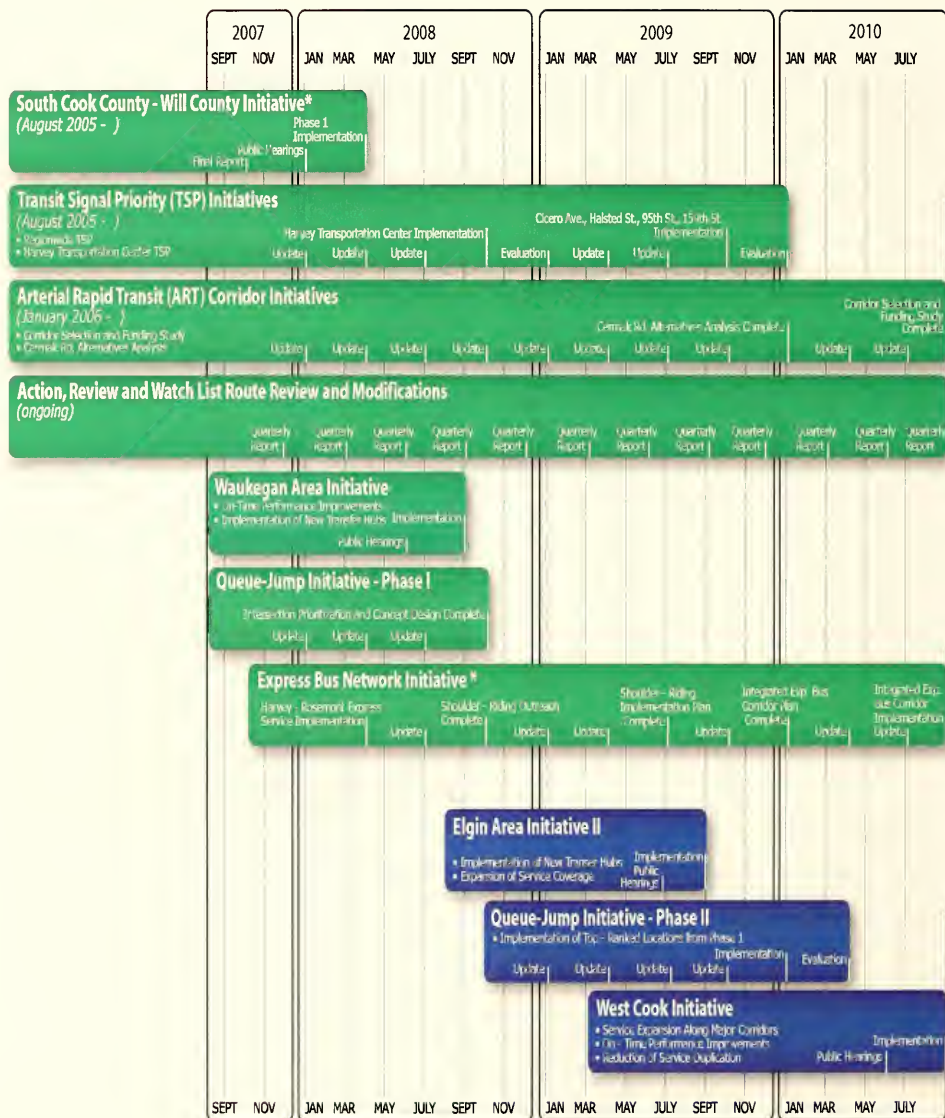 2007 2008 2009 2010
SEPT NOV JAN MAR MAY JULY SEPT NOV JAN MAR MAY JULY SEPT NOV JAN MAR MAY JULY
South Cook County - Will County Initiative*
(August 2005 - )
Phase 1
Implementation
Public Hearings
Final Report
Transit Signal Priority (TSP) Initiatives
(August 2005 - )
• Regionwide TSP
• Harvey Transportation Center TSP
Harvey Transportation Center Implementation
Cicero Ave., Halsted St., 95th St., 159th St.
Implementation
Update Update Update Evaluation Update Update Evaluation
Arterial Rapid Transit (ART) Corridor Initiatives
(January 2006 - )
• Corridor Selection and Funding Study
• Cermak Rd. Alternatives Analysis
Cermak Rd. Alternatives Analysis Complete
Corridor Selection and
Funding Study
Complete
Update Update Update Update Update Update Update Update Update Update
Action, Review and Watch List Route Review and Modifications
(ongoing)
Quarterly Quarterly Quarterly Quarterly Quarterly Quarterly Quarterly Quarterly Quarterly Quarterly Quarterly Quarterly
Report Report Report Report Report Report Report Report Report Report Report Report
Waukegan Area Initiative
• On-Time Performance Improvements
• Implementation of New Transfer Hubs Implementation
Public Hearings
Queue-Jump Initiative - Phase I
Intersection Prioritization and Concept Design Complete
Update Update Update
Express Bus Network Initiative *
Harvey - Rosemont Express
Service Implementation
Update
Shoulder - Riding Outreach
Complete
Update Update
Shoulder - Riding
Implementation Plan
Complete
Update
Integrated Exp. Bus
Corridor Plan
Complete
Update
Integrated Exp.
Bus Corridor
Implementation
Update
Elgin Area Initiative II
• Implementation of New Transer Hubs
• Expansion of Service Coverage
Implementation
Public
Hearings
Queue-Jump Initiative - Phase II
• Implementation of Top - Ranked Locations from Phase 1
Implementation
Evaluation
Update Update Update Update
West Cook Initiative
• Service Expansion Along Major Corridors
• On - Time Performance Improvements
• Reduction of Service Duplication
Implementation
Public Hearings
SEPT NOV JAN MAR MAY JULY SEPT NOV JAN MAR MAY JULY SEPT NOV JAN MAR MAY JULY